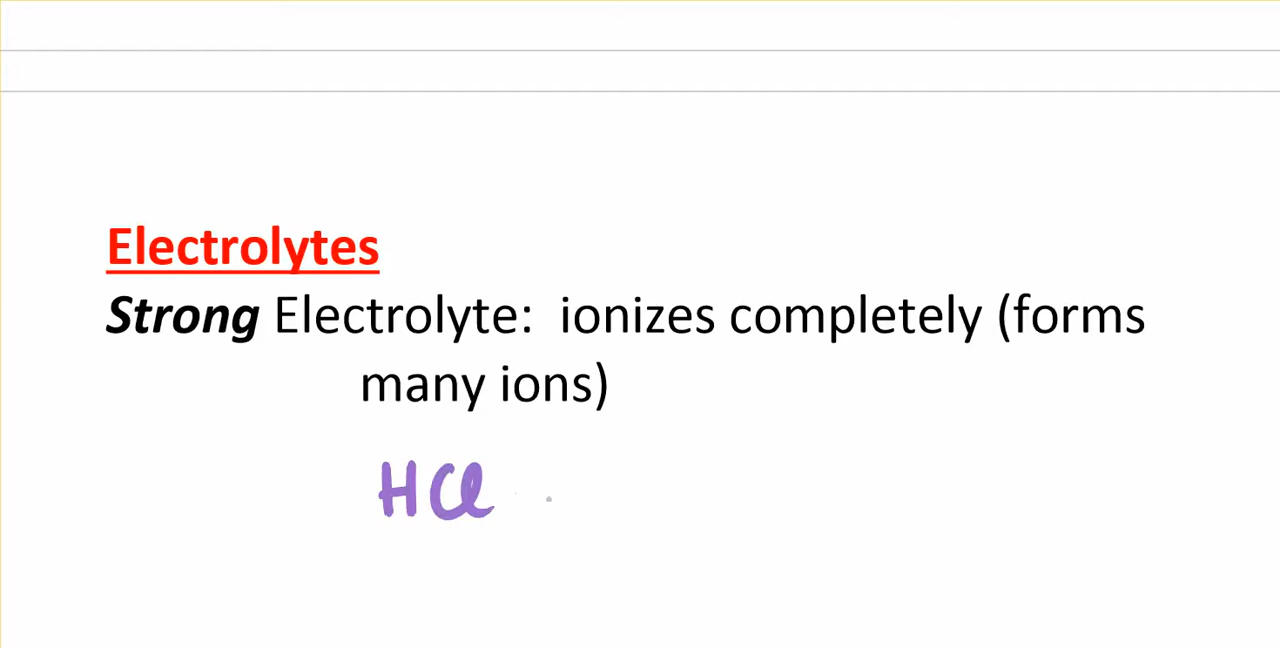 Electrolytes
Strong Electrolyte: ionizes completely (forms
many ions)
HCl